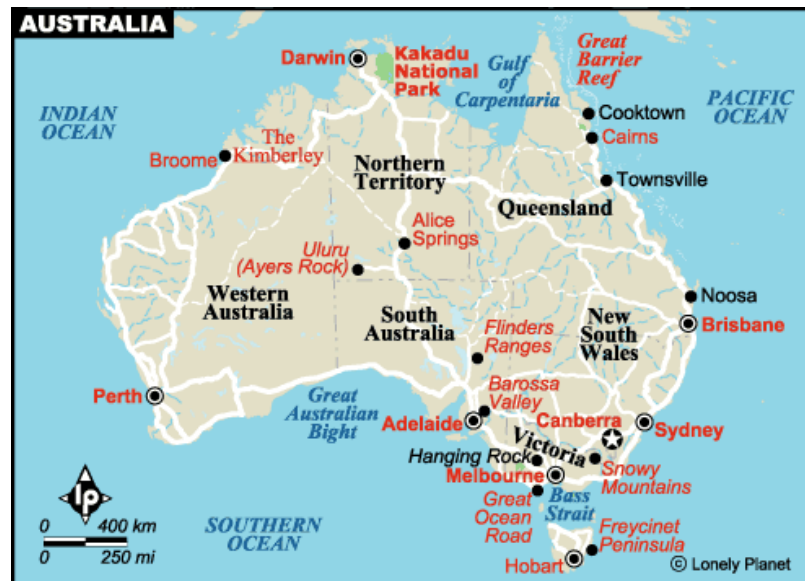 AUSTRALIA
Darwin
Kakadu
National
Park
Gulf
of
Carpentaria
Great
Barrier
Reef
INDIAN
OCEAN
PACIFIC
OCEAN
Cooktown
Cairns
The
Kimberley
Broome
Northern
Territory
Townsville
Queensland
Alice
Springs
Uluru
(Ayers Rock)
Western
Australia
South
Australia
Noosa
New
South
Wales
Brisbane
Flinders
Ranges
Perth
Great
Australian
Bight
Barossa
Valley
Adelaide
Canberra
Sydney
Victoria
Hanging Rock
Melbourne
Snowy
Mountains
Great
Ocean
Road
Bass
Strait
lp
0 400 km
0 250 mi
SOUTHERN
OCEAN
Freycinet
Peninsula
Hobart
© Lonely Planet